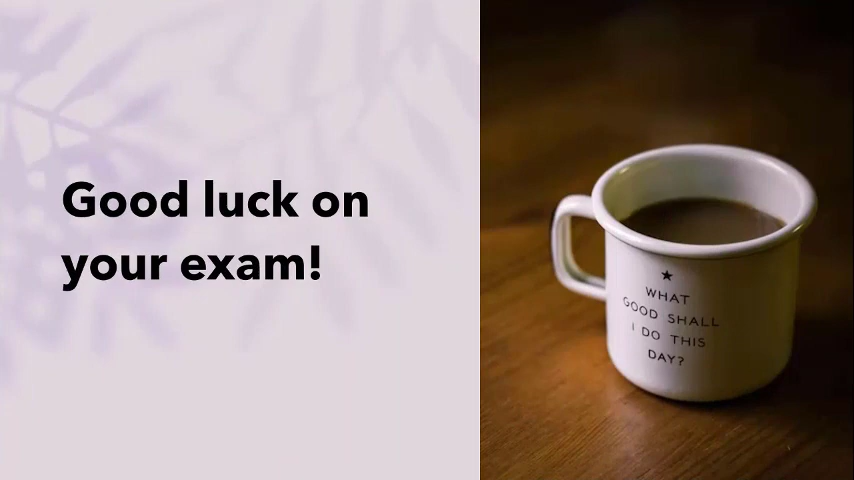 Good luck on
your exam!
WHAT
GOOD SHALL
I DO THIS
DAY?